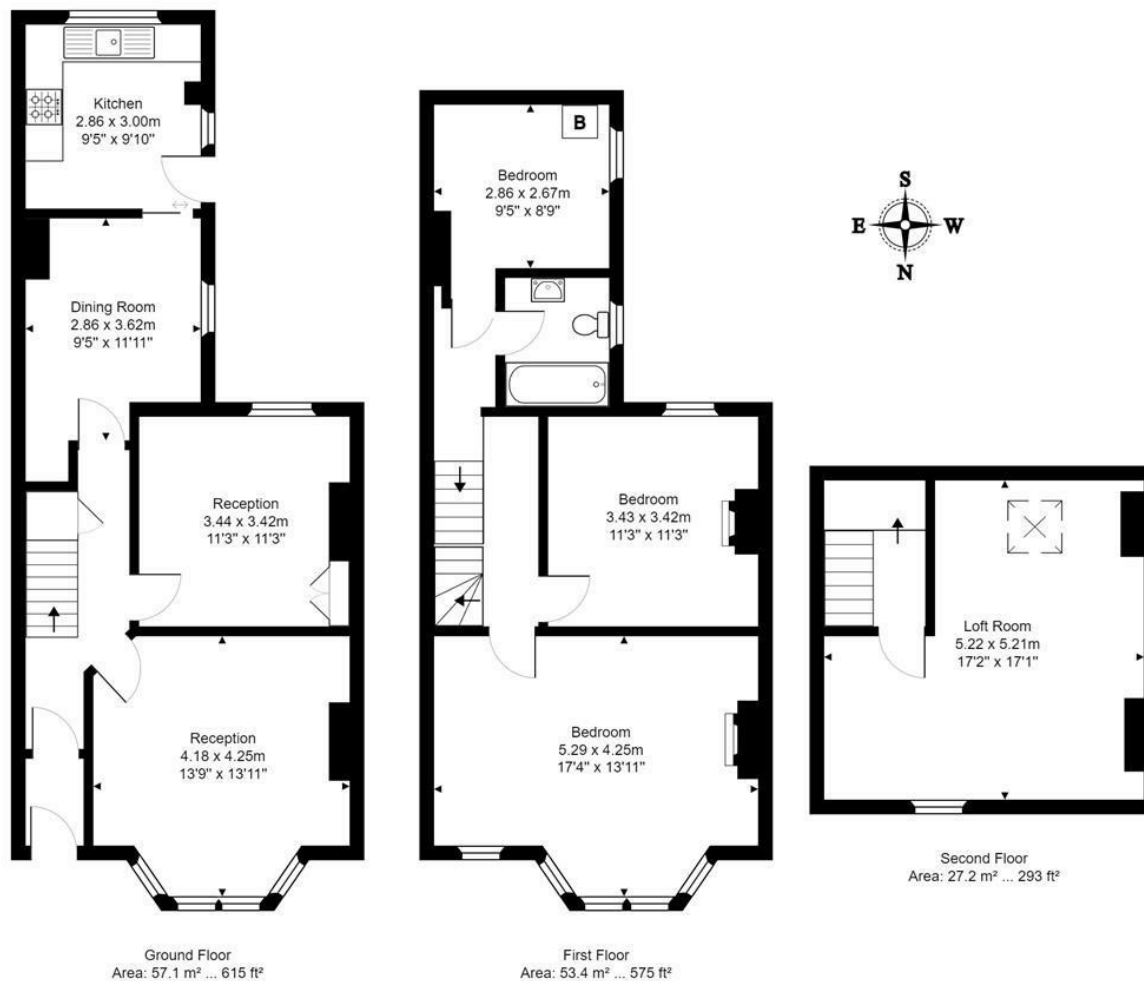 Kitchen
2.86 x 3.00m
9'5" x 9'10"
Dining Room
2.86 x 3.62m
9'5" x 11'11"
Reception
3.44 x 3.42m
11'3" x 11'3"
Reception
4.18 x 4.25m
13'9" x 13'11"
Ground Floor
Area: 57.1 m² ... 615 ft²
B
Bedroom
2.86 x 2.67m
9'5" x 8'9"
Bedroom
3.43 x 3.42m
11'3" x 11'3"
Bedroom
5.29 x 4.25m
17'4" x 13'11"
First Floor
Area: 53.4 m² ... 575 ft²
S
E W
N
Loft Room
5.22 x 5.21m
17'2" x 17'1"
Second Floor
Area: 27.2 m² ... 293 ft²